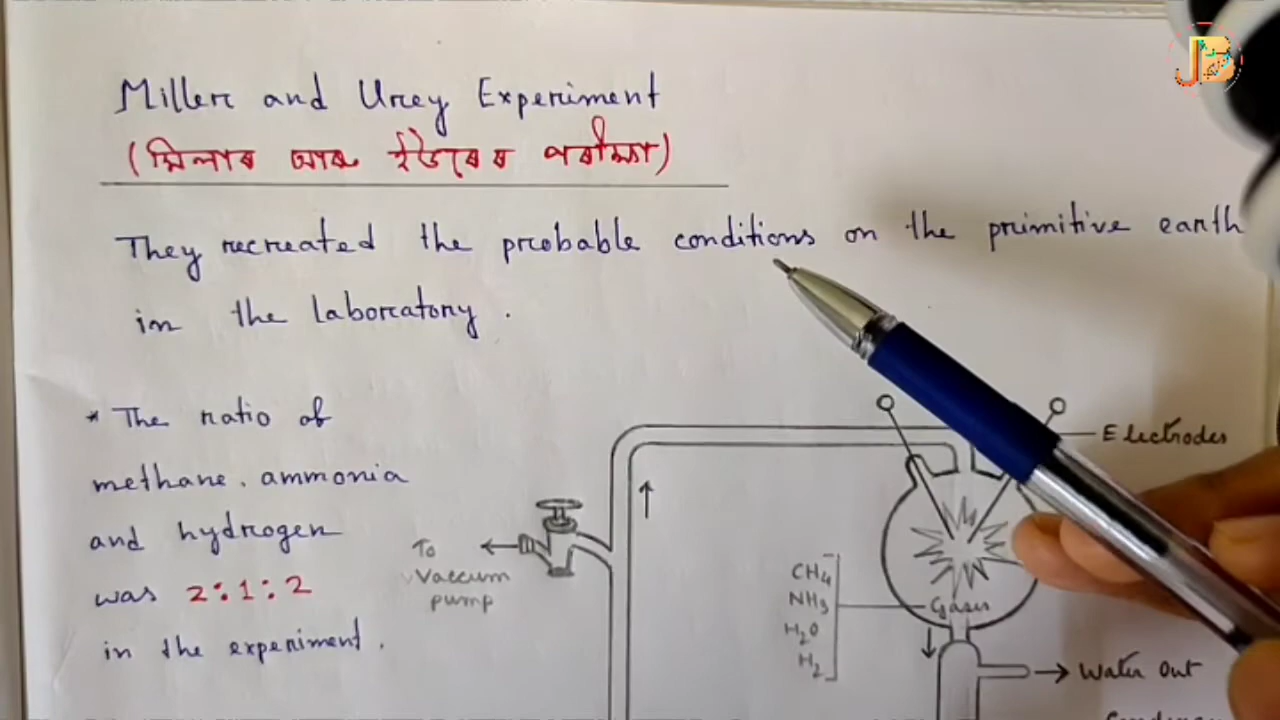 Miller and Urey Experiment
(মিলাৰ আৰু ইউৰেৰ পৰীক্ষা)
They recreated the probable conditions on the primitive earth
in the laboratory.
* The ratio of
methane, ammonia
and hydrogen
was 2:1:2
in the experiment.
To
Vaccum
pump
Electrodes
CH4
NH3
H2O
H2
Gases
Water Out
JB